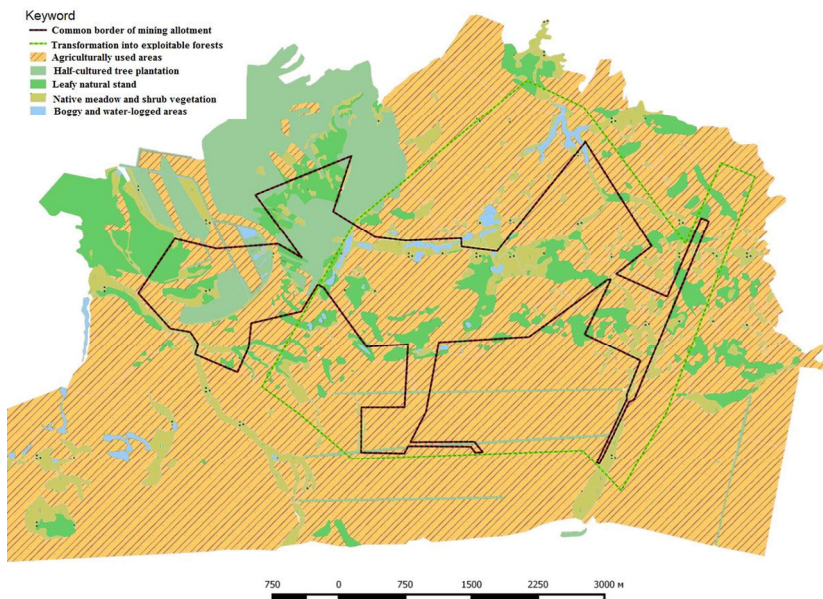 Keyword
Common border of mining allotment
Transformation into exploitable forests
Agriculturally used areas
Half-cultured tree plantation
Leafy natural stand
Native meadow and shrub vegetation
Boggy and water-logged areas
750 0 750 1500 2250 3000 м